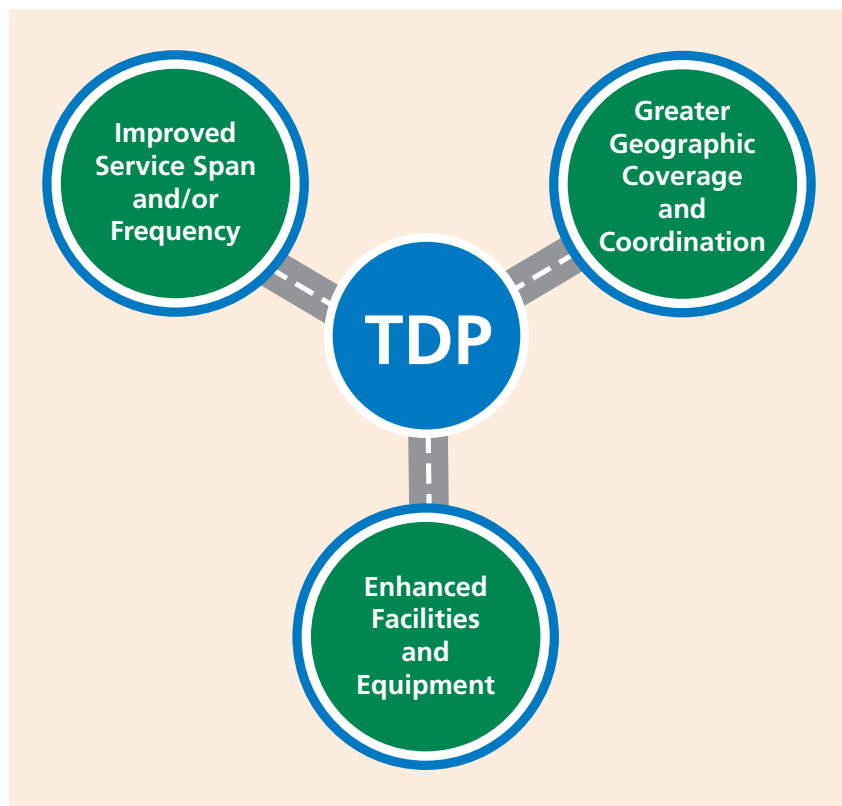 Improved
Service Span
and/or
Frequency
Greater
Geographic
Coverage
and
Coordination
TDP
Enhanced
Facilities
and
Equipment